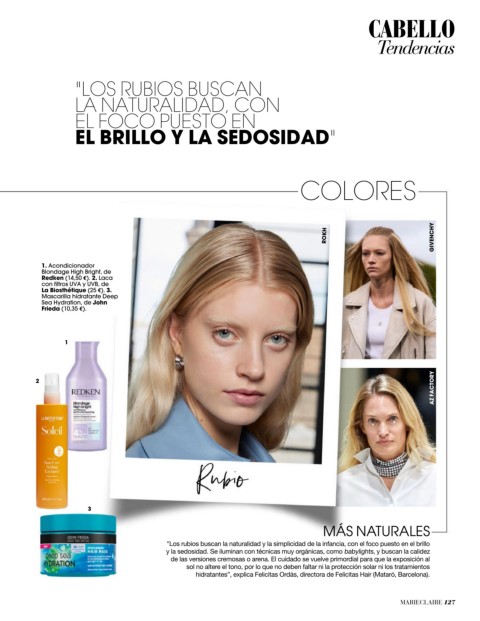 CABELLO
Tendencias
"LOS RUBIOS BUSCAN
LA NATURALIDAD, CON
EL FOCO PUESTO EN
EL BRILLO Y LA SEDOSIDAD"
COLORES
1. Acondicionador
Blondage High Bright, de
Redken (14,50 €). 2. Laca
con filtros UVA y UVB, de
La Biosthétique (25 €). 3.
Mascarilla hidratante Deep
Sea Hydration, de John
Frieda (10,35 €).
ROKH
GIVENCHY
AZ FACTORY
1
REDKEN
2
Soleil
3
HYDRATION
Rubio
MÁS NATURALES
"Los rubios buscan la naturalidad y la simplicidad de la infancia, con el foco puesto en el brillo
y la sedosidad. Se iluminan con técnicas muy orgánicas, como babylights, y buscan la calidez
de las versiones cremosas o arena. El cuidado se vuelve primordial para que la exposición al
sol no altere el tono, por lo que no deben faltar ni la protección solar ni los tratamientos
hidratantes", explica Felicitas Ordás, directora de Felicitas Hair (Mataró, Barcelona).
MARIECLAIRE 127